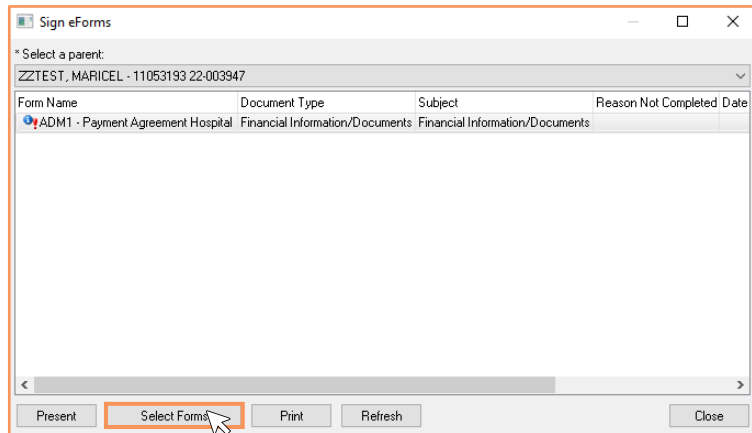 Sign eForms
* Select a parent:
ZZTEST, MARICEL - 11053193 22-003947
Form Name Document Type Subject Reason Not Completed Date
ADM1 - Payment Agreement Hospital Financial Information/Documents Financial Information/Documents
Present Select Forms Print Refresh Close